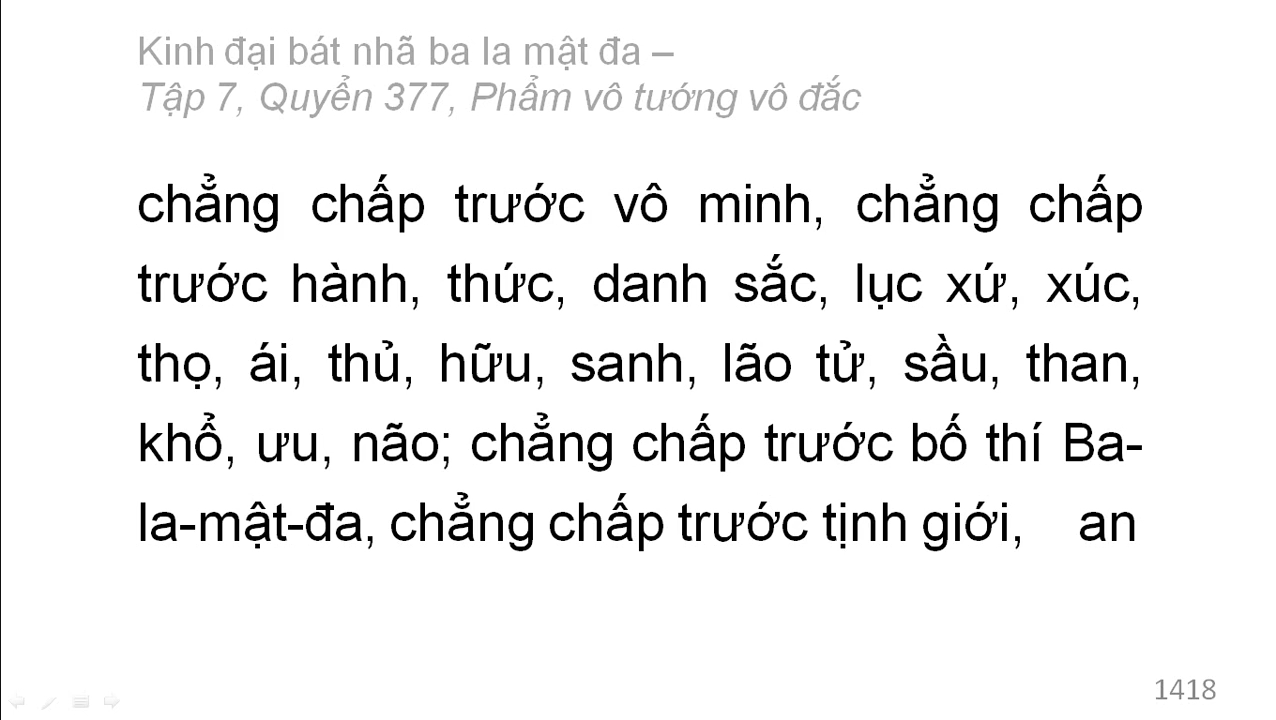 Kinh đại bát nhã ba la mật đa –
Tập 7, Quyển 377, Phẩm vô tướng vô đắc
chẳng chấp trước vô minh, chẳng chấp
trước hành, thức, danh sắc, lục xứ, xúc,
thọ, ái, thủ, hữu, sanh, lão tử, sầu, than,
khổ, ưu, não; chẳng chấp trước bố thí Ba-
la-mật-đa, chẳng chấp trước tịnh giới, an
1418